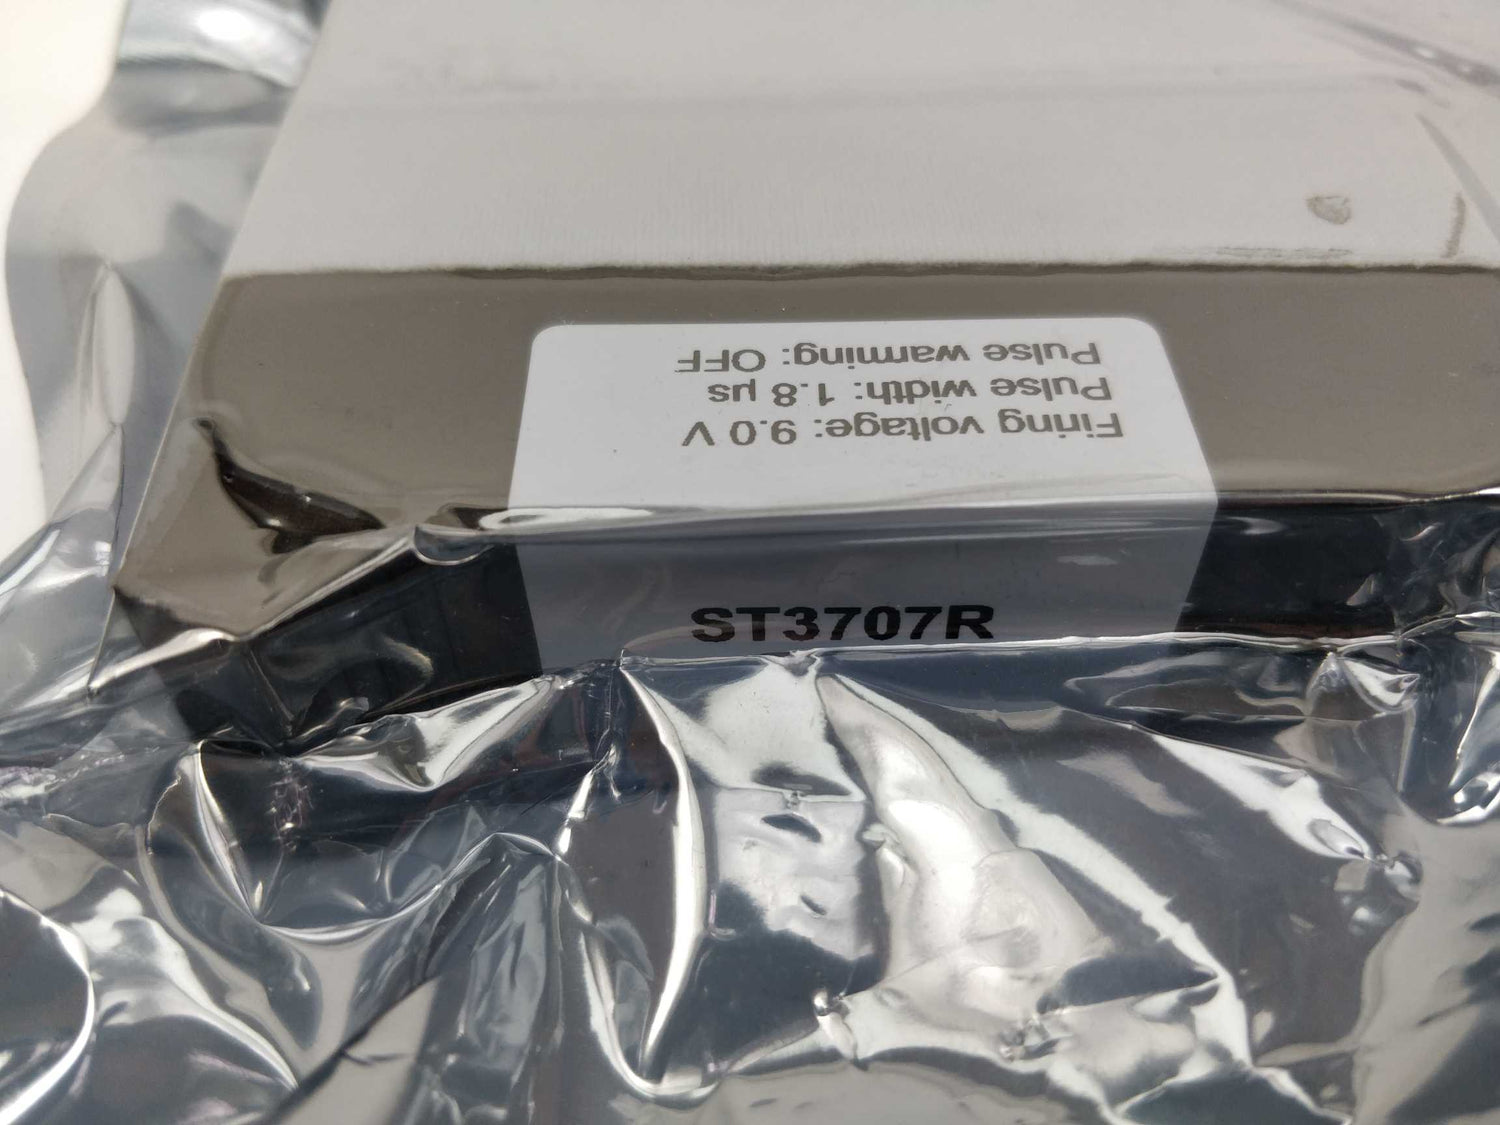 Firing voltage: 9.0 V
Pulse width: 1.8 µs
Pulse warming: OFF
ST3707R